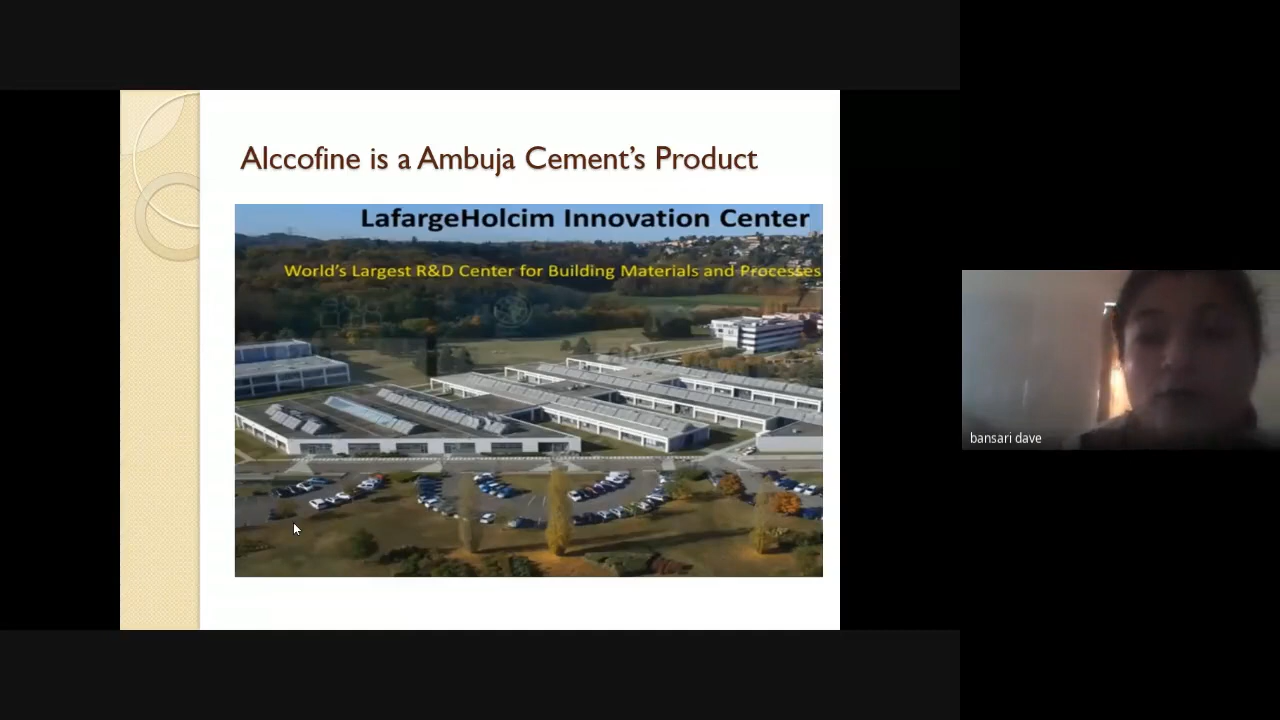 Alccofine is a Ambuja Cement's Product
LafargeHolcim Innovation Center
World's Largest R&D Center for Building Materials and Processes
bansari dave